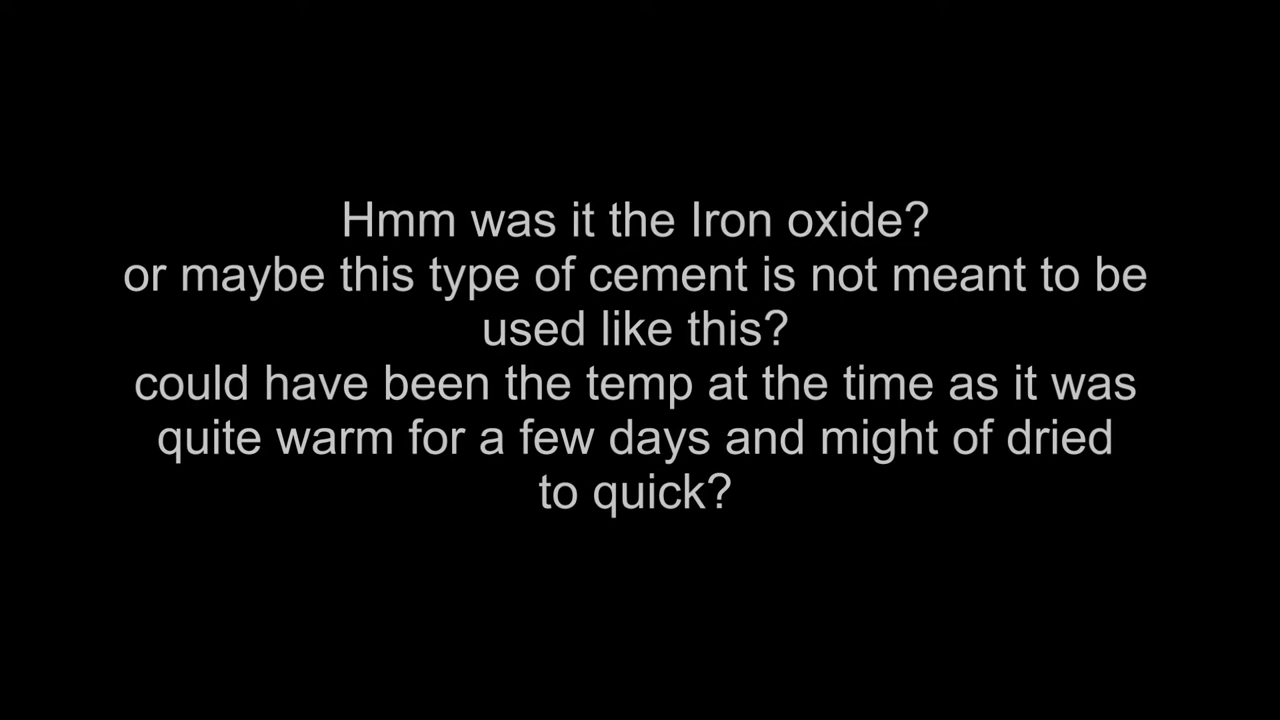 Hmm was it the Iron oxide?
or maybe this type of cement is not meant to be
used like this?
could have been the temp at the time as it was
quite warm for a few days and might of dried
to quick?